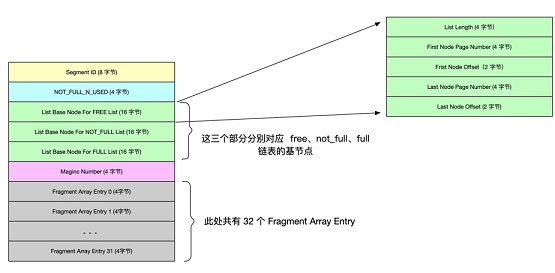 List Length (4 字节)
First Node Page Number (4 字节)
Frist Node Offset（2 字节）
Last Node Page Number (4 字节)
Last Node Offset (2 字节)
Segment ID (8 字节)
NOT_FULL_N_USED (4 字节)
List Base Node For FREE List (16 字节)
List Base Node For NOT_FULL List (16 字节)
List Base Node For FULL List (16 字节)
这三个部分分别对应 free、not_full、full
链表的基节点
Maginc Number (4 字节)
Fragment Array Entry 0 (4字节)
Fragment Array Entry 1 (4字节)
• • •
Fragment Array Entry 31 (4字节)
此处共有 32 个 Fragment Array Entry